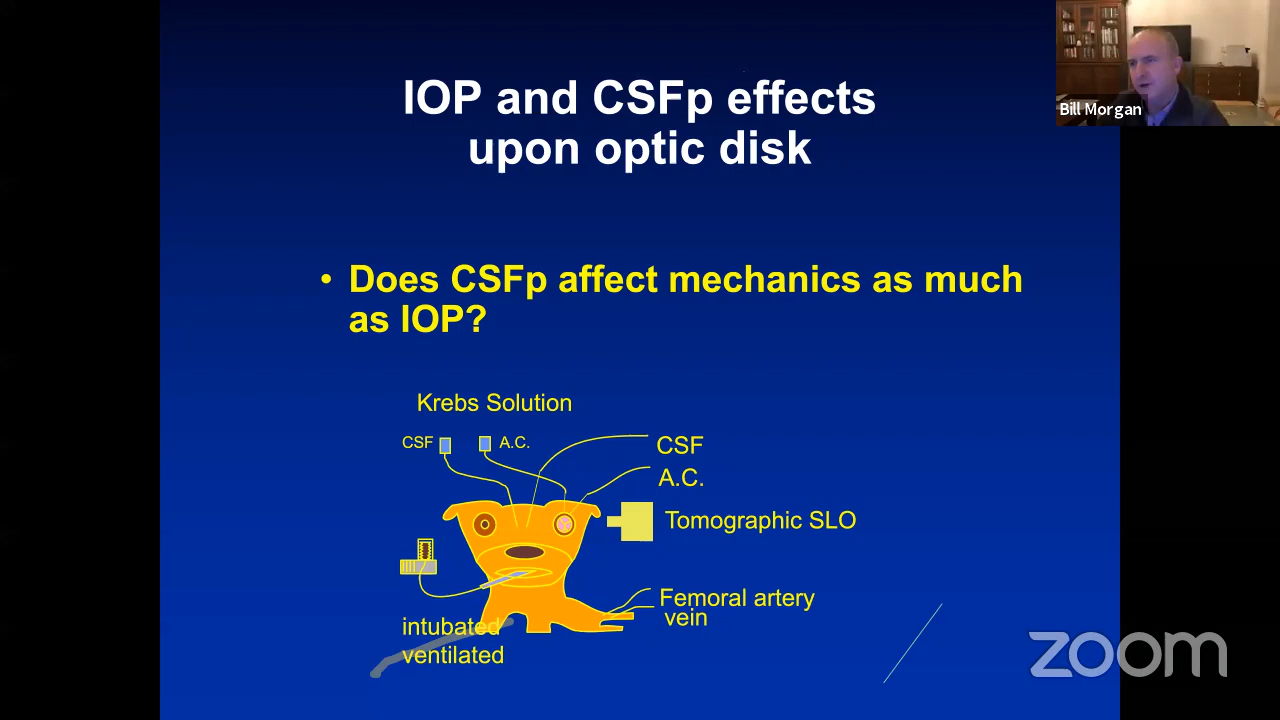 IOP and CSFp effects
upon optic disk
Bill Morgan
• Does CSFp affect mechanics as much
as IOP?
Krebs Solution
CSF
A.C.
CSF
A.C.
Tomographic SLO
Femoral artery
vein
intubated
ventilated
zoom